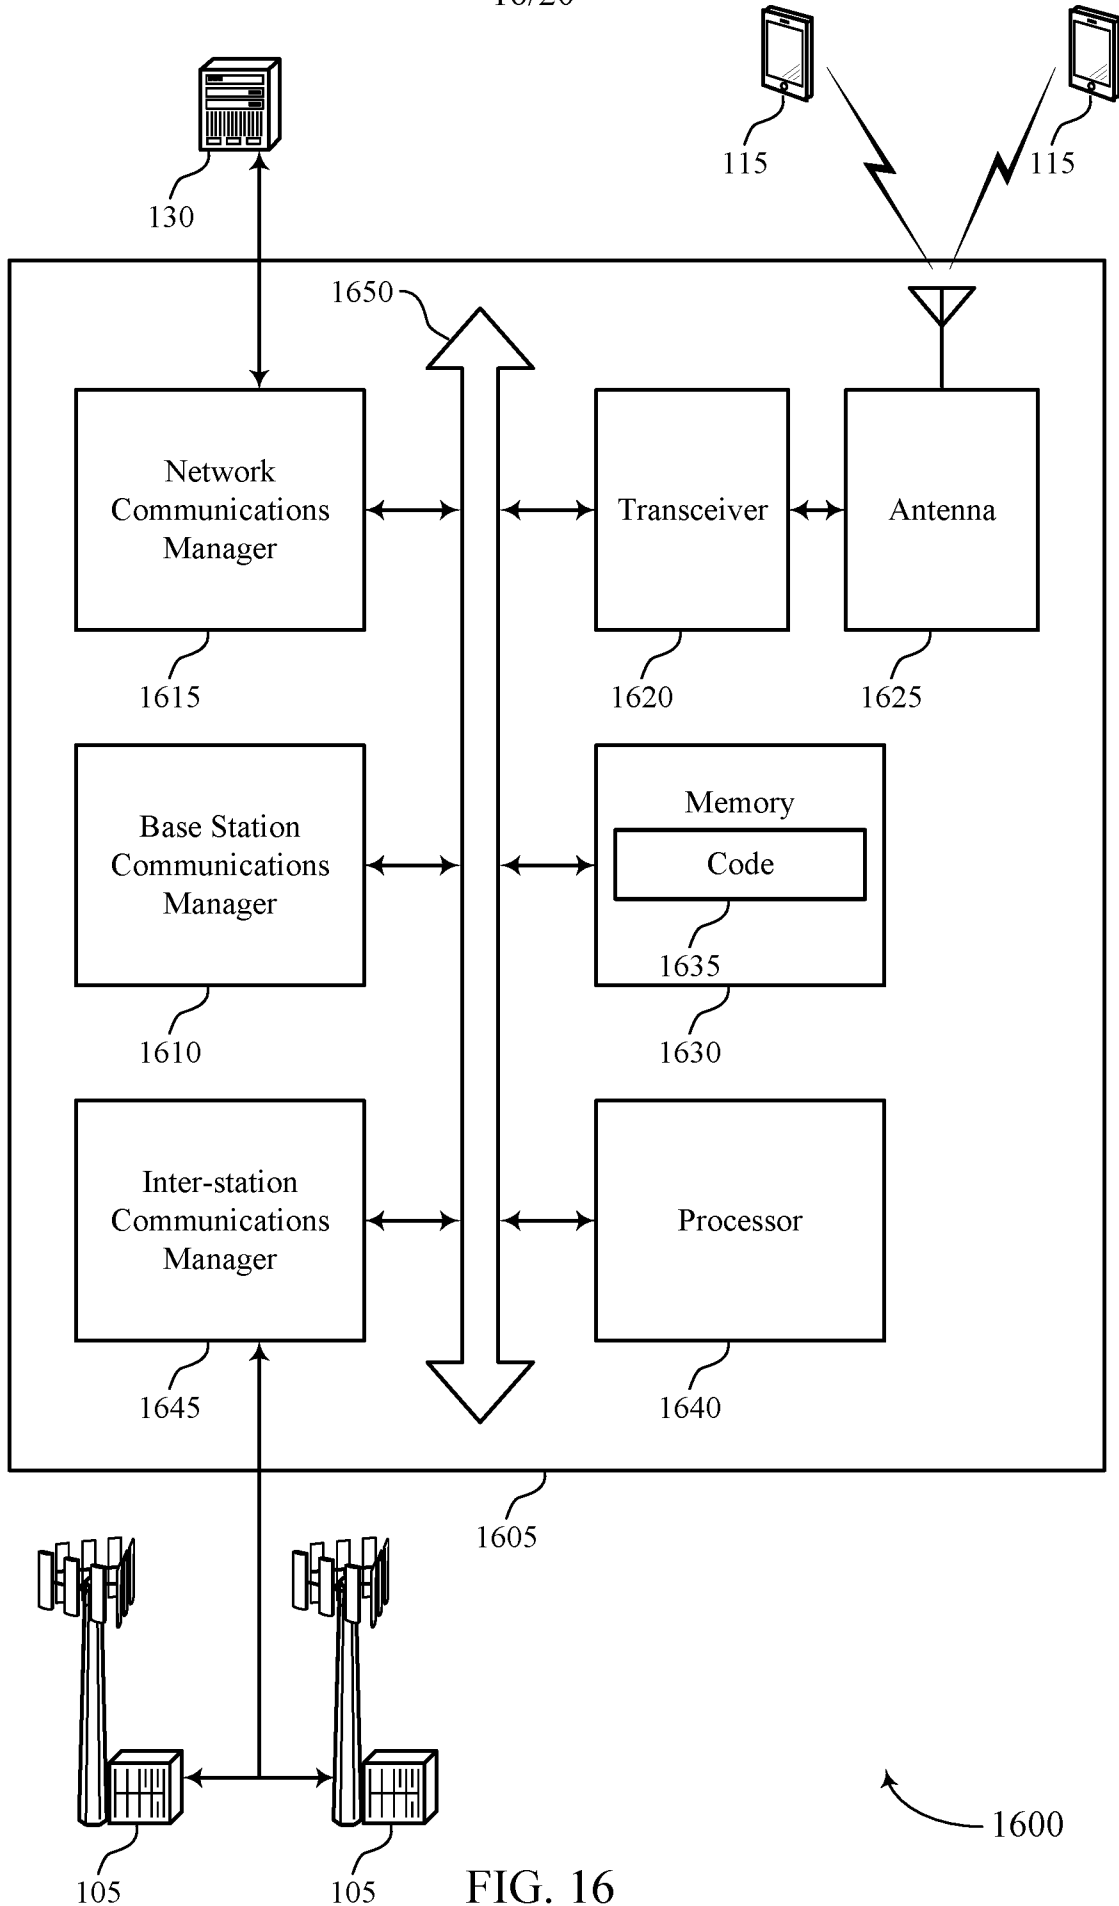 130
115
115
1650
Network
Communications
Manager
Transceiver
Antenna
1615
1620
1625
Base Station
Communications
Manager
Memory
Code
1635
1610
1630
Inter-station
Communications
Manager
Processor
1645
1640
1605
1600
105
105
FIG. 16